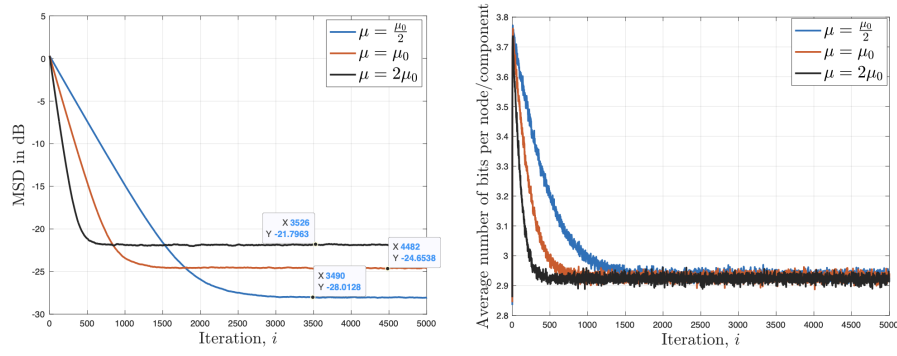 MSD in dB
5
0
-5
-10
-15
-20
-25
-30
0 500 1000 1500 2000 2500 3000 3500 4000 4500 5000
Iteration, i
μ = μ₀/2
μ = μ₀
μ = 2μ₀
X 3526
Y -21.7963
X 4482
Y -24.6538
X 3490
Y -28.0128
Average number of bits per node/component
3.8
3.7
3.6
3.5
3.4
3.3
3.2
3.1
3
2.9
2.8
0 500 1000 1500 2000 2500 3000 3500 4000 4500 5000
Iteration, i
μ = μ₀/2
μ = μ₀
μ = 2μ₀